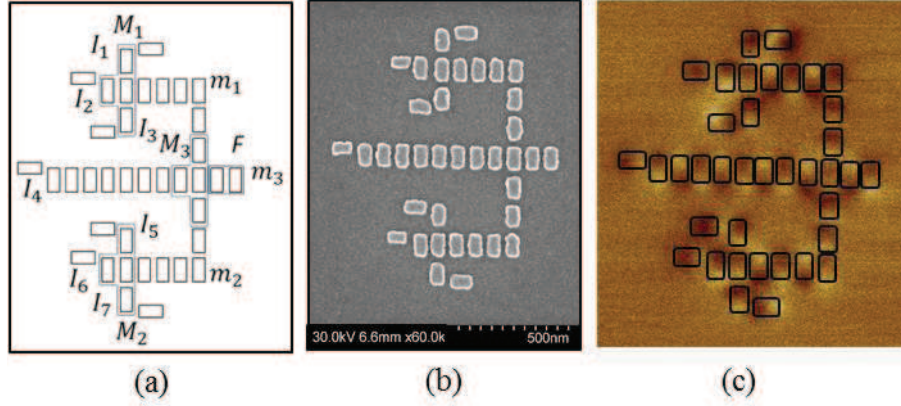 M₁
I₁
m₁
I₂
I₃
M₃
F
m₃
I₄
I₅
m₂
I₆
I₇
M₂
30.0kV 6.6mm x60.0k 500nm
(a) (b) (c)